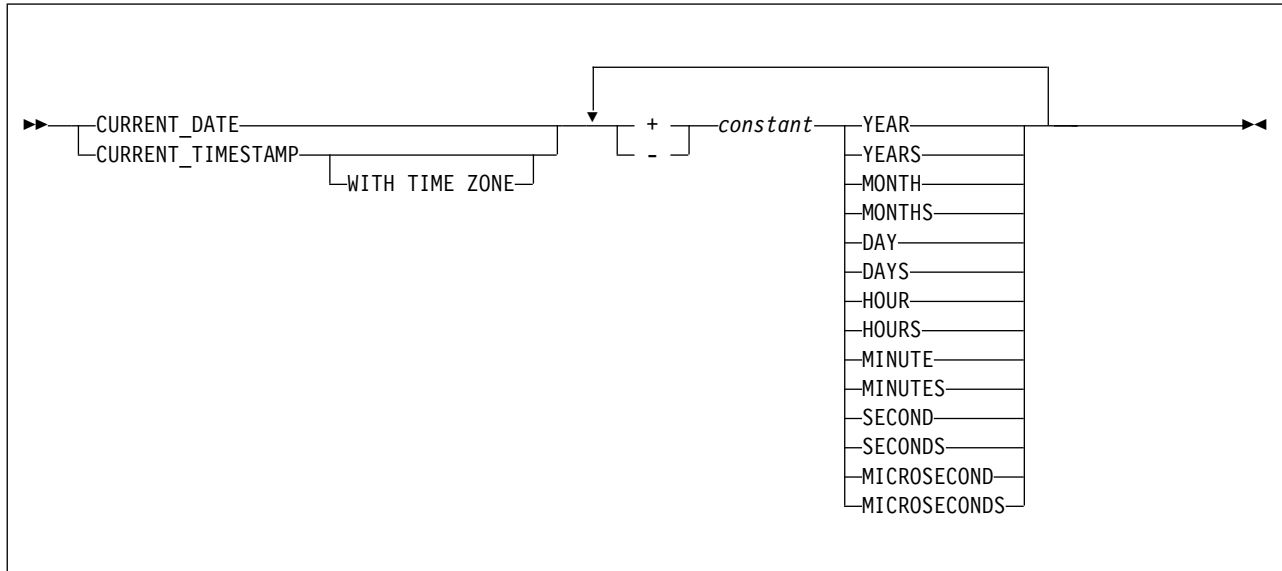 CURRENT_DATE + constant YEAR
CURRENT_TIMESTAMP - YEARS
WITH TIME ZONE MONTH
MONTHS
DAY
DAYS
HOUR
HOURS
MINUTE
MINUTES
SECOND
SECONDS
MICROSECOND
MICROSECONDS